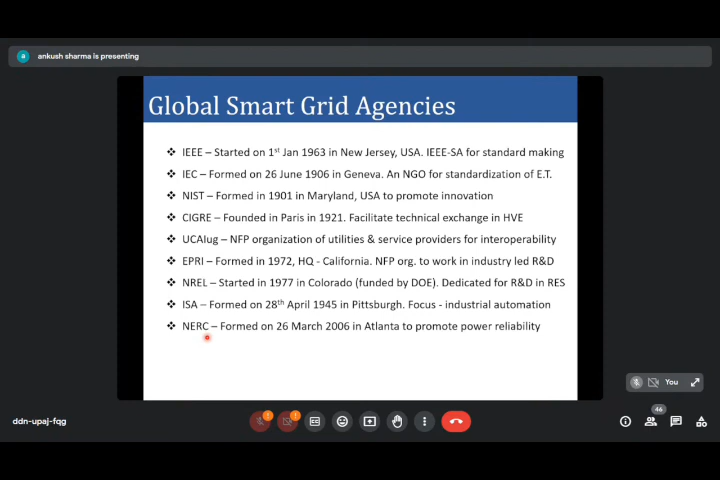 a ankush sharma is presenting
Global Smart Grid Agencies
❖ IEEE – Started on 1st Jan 1963 in New Jersey, USA. IEEE-SA for standard making
❖ IEC – Formed on 26 June 1906 in Geneva. An NGO for standardization of E.T.
❖ NIST – Formed in 1901 in Maryland, USA to promote innovation
❖ CIGRE – Founded in Paris in 1921. Facilitate technical exchange in HVE
❖ UCAIug – NFP organization of utilities & service providers for interoperability
❖ EPRI – Formed in 1972, HQ - California. NFP org. to work in industry led R&D
❖ NREL – Started in 1977 in Colorado (funded by DOE). Dedicated for R&D in RES
❖ ISA – Formed on 28th April 1945 in Pittsburgh. Focus - industrial automation
❖ NERC – Formed on 26 March 2006 in Atlanta to promote power reliability
You
46
ddn-upaj-fqg